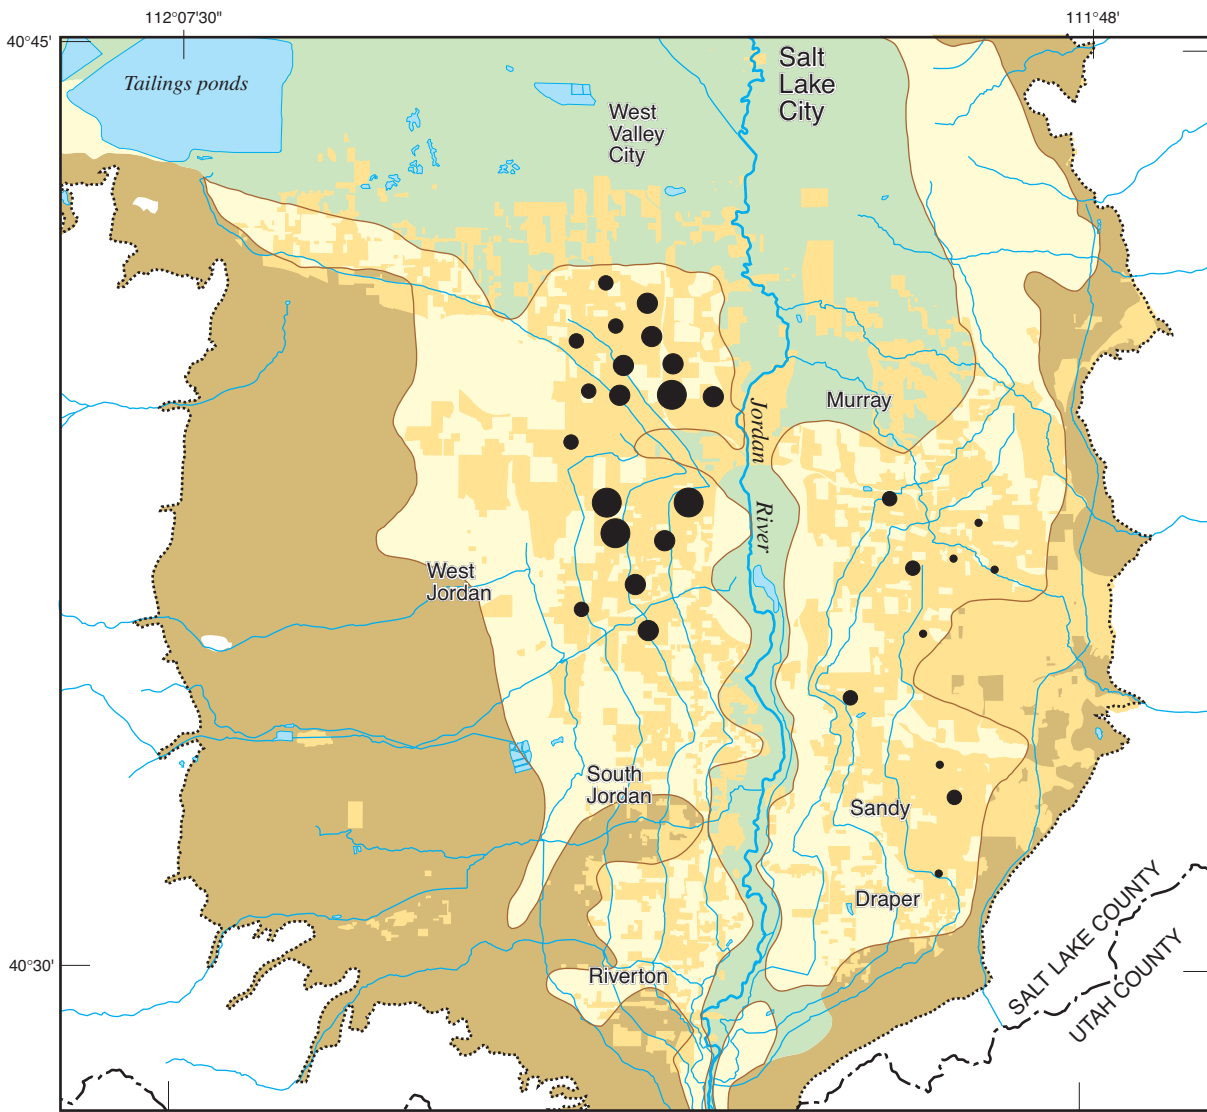 112°07'30"
111°48'
40°45'
Tailings ponds
Salt
Lake
City
West
Valley
City
Murray
Jordan
River
West
Jordan
South
Jordan
Sandy
Draper
40°30'
Riverton
SALT LAKE COUNTY
UTAH COUNTY